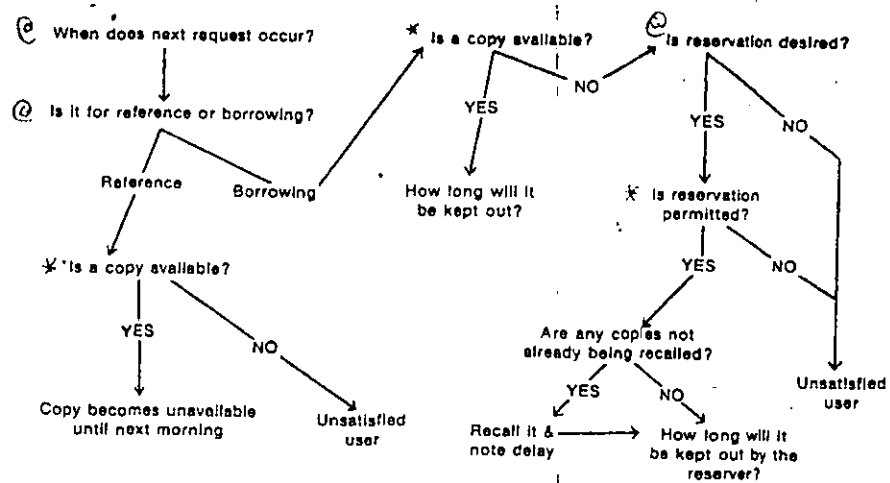 @ When does next request occur?
@ Is it for reference or borrowing?
Reference
Borrowing
* Is a copy available?
YES
NO
Copy becomes unavailable
until next morning
Unsatisfied
user
* Is a copy available?
YES
NO
How long will it
be kept out?
@ Is reservation desired?
YES
NO
* Is reservation
permitted?
YES
NO
Are any copies not
already being recalled?
YES
NO
Recall it &
note delay
How long will it
be kept out by the
reserver?
Unsatisfied
user